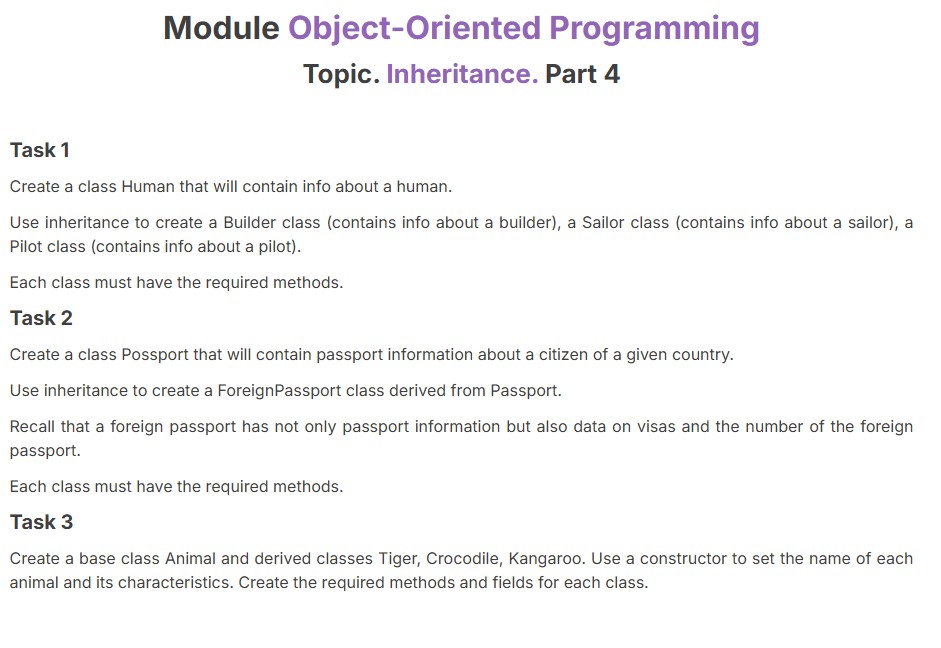 Module Object-Oriented Programming
Topic. Inheritance. Part 4
Task 1
Create a class Human that will contain info about a human.
Use inheritance to create a Builder class (contains info about a builder), a Sailor class (contains info about a sailor), a
Pilot class (contains info about a pilot).
Each class must have the required methods.
Task 2
Create a class Possport that will contain passport information about a citizen of a given country.
Use inheritance to create a ForeignPassport class derived from Passport.
Recall that a foreign passport has not only passport information but also data on visas and the number of the foreign
passport.
Each class must have the required methods.
Task 3
Create a base class Animal and derived classes Tiger, Crocodile, Kangaroo. Use a constructor to set the name of each
animal and its characteristics. Create the required methods and fields for each class.